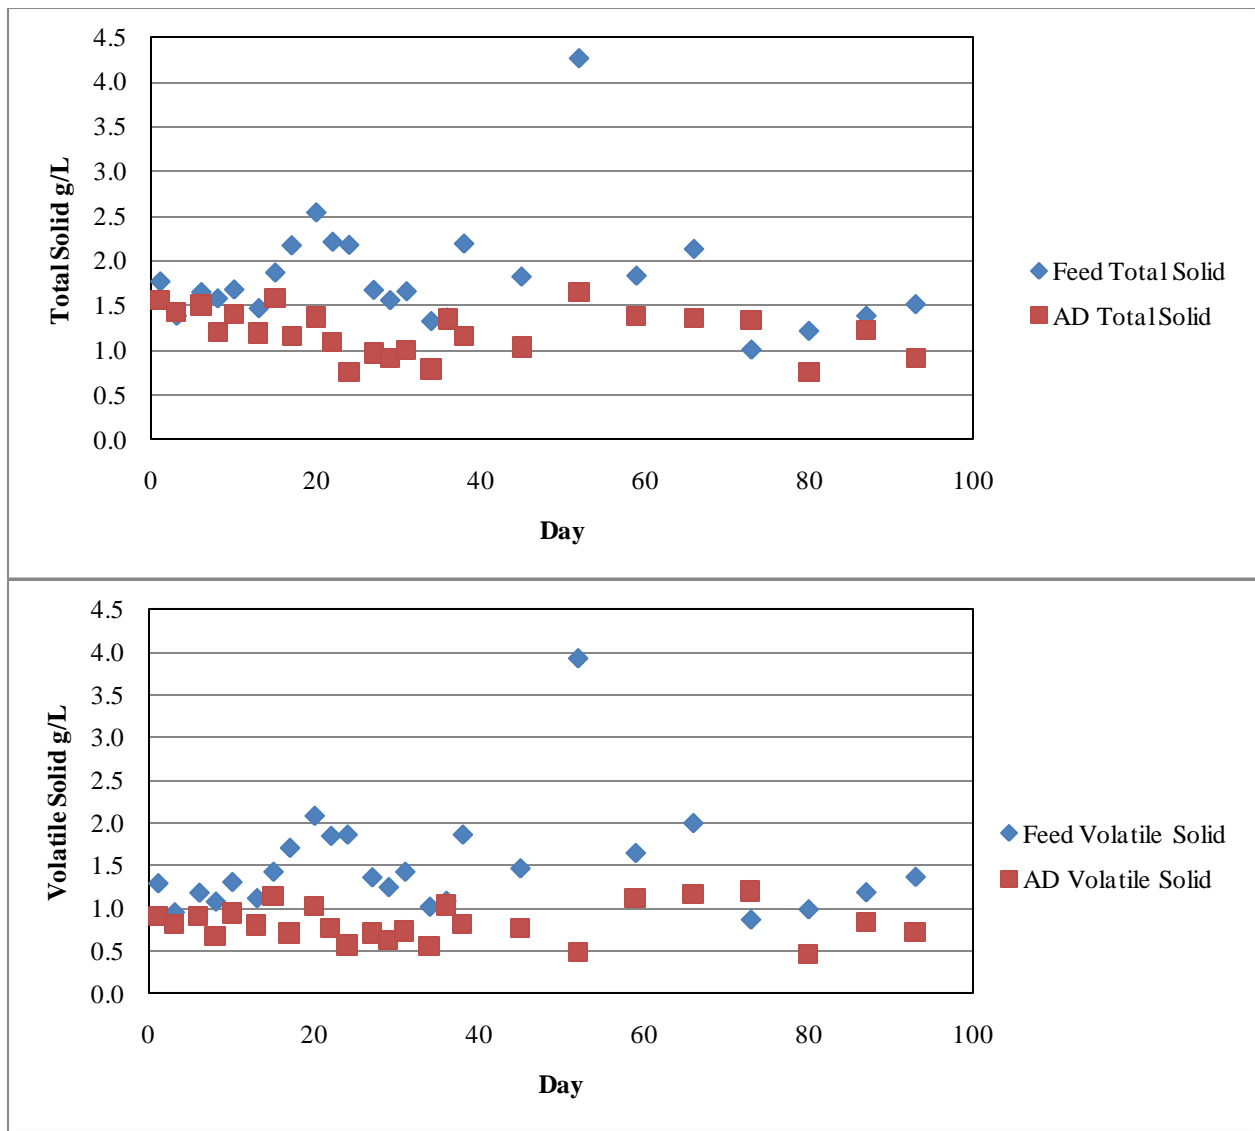 4.5
4.0
3.5
3.0
2.5
2.0
1.5
1.0
0.5
0.0
Total Solid g/L
0 20 40 60 80 100
Day
Feed Total Solid
AD Total Solid
4.5
4.0
3.5
3.0
2.5
2.0
1.5
1.0
0.5
0.0
Volatile Solid g/L
0 20 40 60 80 100
Day
Feed Volatile Solid
AD Volatile Solid